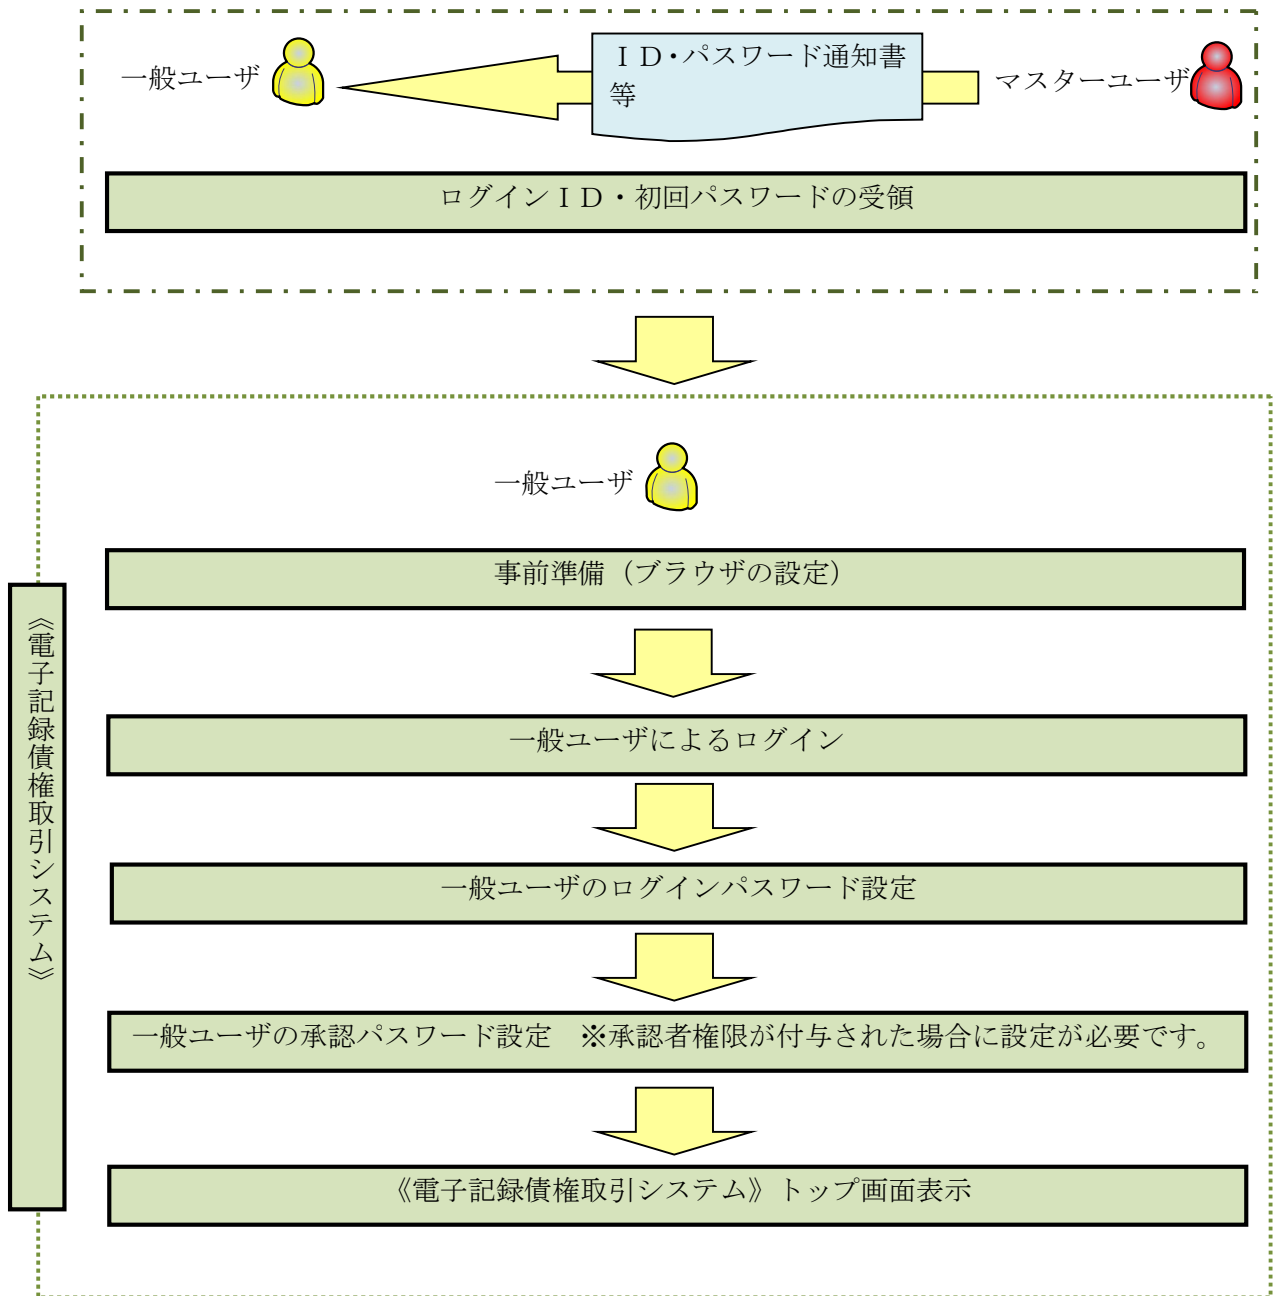 一般ユーザ
ＩＤ・パスワード通知書
等
マスターユーザ
ログインＩＤ・初回パスワードの受領
一般ユーザ
事前準備（ブラウザの設定）
《電子記録債権取引システム》
一般ユーザによるログイン
一般ユーザのログインパスワード設定
一般ユーザの承認パスワード設定　※承認者権限が付与された場合に設定が必要です。
《電子記録債権取引システム》トップ画面表示